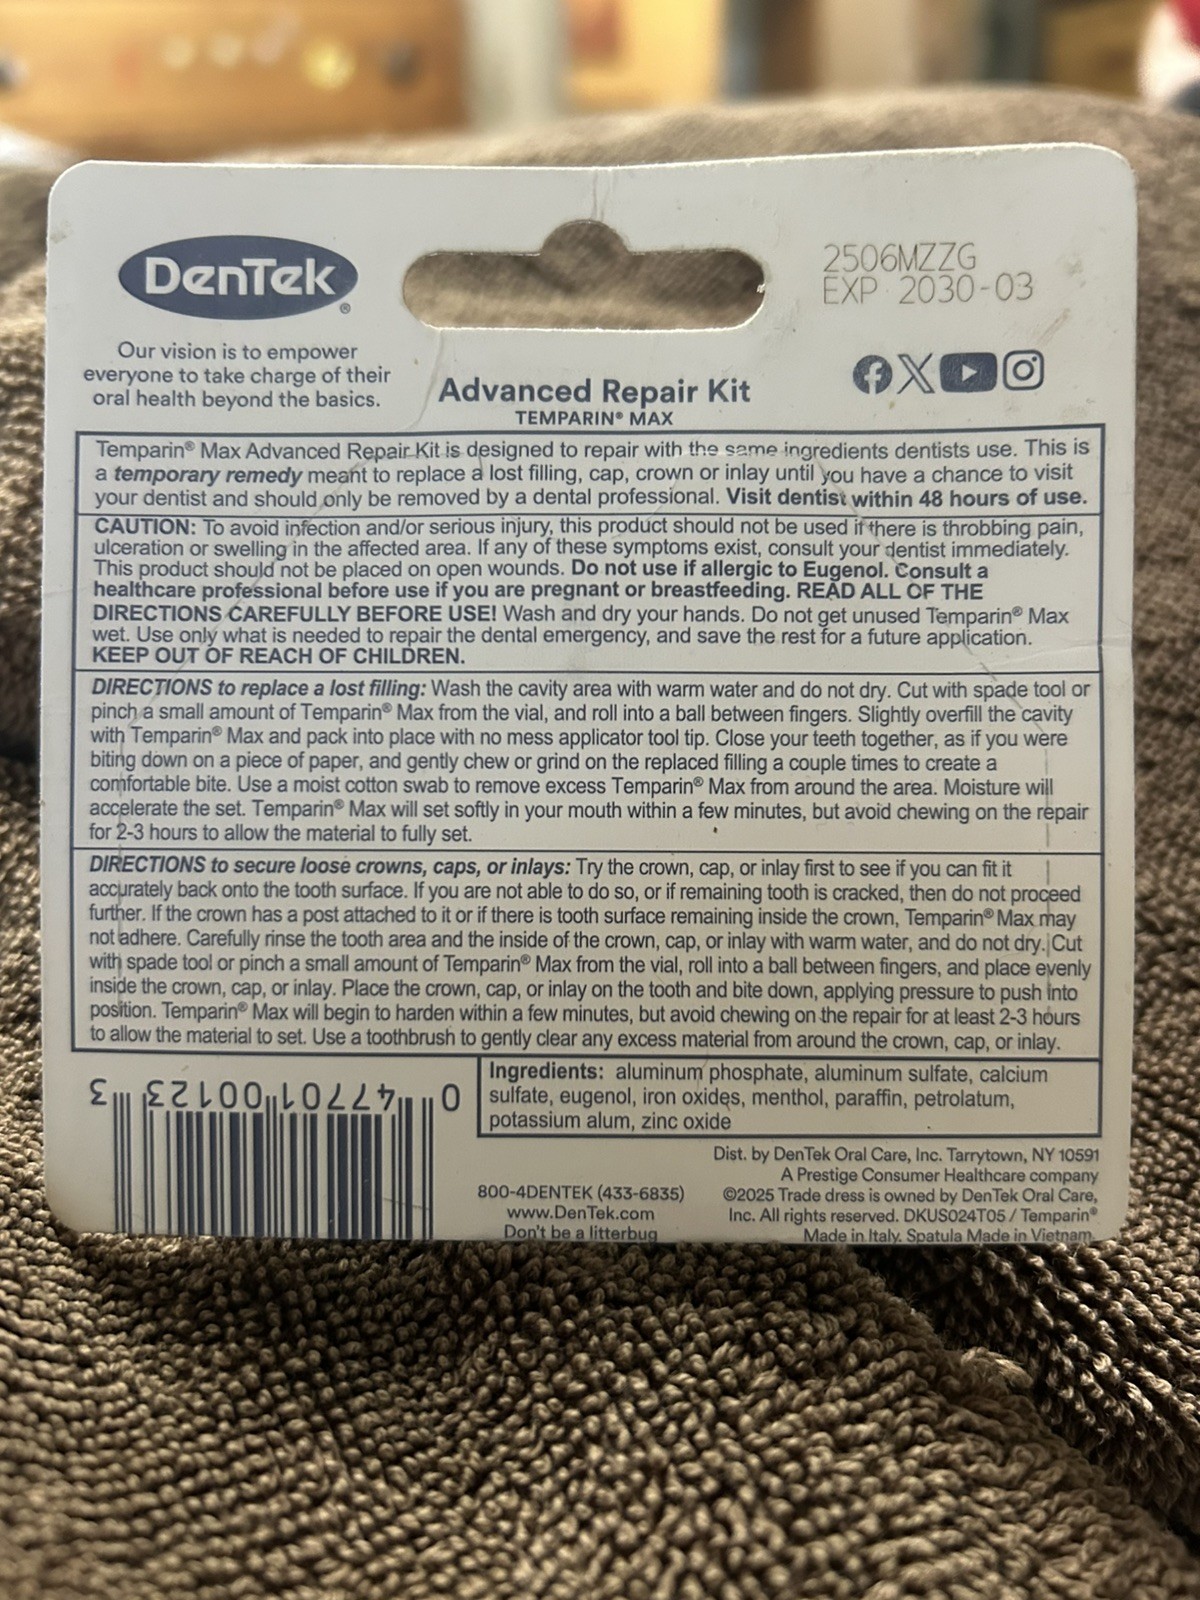 DenTek®
Our vision is to empower
everyone to take charge of their
oral health beyond the basics.
2506MZZG
EXP 2030-03
Advanced Repair Kit
TEMPARIN® MAX
Temparin® Max Advanced Repair Kit is designed to repair with the same ingredients dentists use. This is
a temporary remedy meant to replace a lost filling, cap, crown or inlay until you have a chance to visit
your dentist and should only be removed by a dental professional. Visit dentist within 48 hours of use.
CAUTION: To avoid infection and/or serious injury, this product should not be used if there is throbbing pain,
ulceration or swelling in the affected area. If any of these symptoms exist, consult your dentist immediately.
This product should not be placed on open wounds. Do not use if allergic to Eugenol. Consult a
healthcare professional before use if you are pregnant or breastfeeding. READ ALL OF THE
DIRECTIONS CAREFULLY BEFORE USE! Wash and dry your hands. Do not get unused Temparin® Max
wet. Use only what is needed to repair the dental emergency, and save the rest for a future application.
KEEP OUT OF REACH OF CHILDREN.
DIRECTIONS to replace a lost filling: Wash the cavity area with warm water and do not dry. Cut with spade tool or
pinch a small amount of Temparin® Max from the vial, and roll into a ball between fingers. Slightly overfill the cavity
with Temparin® Max and pack into place with no mess applicator tool tip. Close your teeth together, as if you were
biting down on a piece of paper, and gently chew or grind on the replaced filling a couple times to create a
comfortable bite. Use a moist cotton swab to remove excess Temparin® Max from around the area. Moisture will
accelerate the set. Temparin® Max will set softly in your mouth within a few minutes, but avoid chewing on the repair
for 2-3 hours to allow the material to fully set.
DIRECTIONS to secure loose crowns, caps, or inlays: Try the crown, cap, or inlay first to see if you can fit it
accurately back onto the tooth surface. If you are not able to do so, or if remaining tooth is cracked, then do not proceed
further. If the crown has a post attached to it or if there is tooth surface remaining inside the crown, Temparin® Max may
not adhere. Carefully rinse the tooth area and the inside of the crown, cap, or inlay with warm water, and do not dry. Cut
with spade tool or pinch a small amount of Temparin® Max from the vial, roll into a ball between fingers, and place evenly
inside the crown, cap, or inlay. Place the crown, cap, or inlay on the tooth and bite down, applying pressure to push into
position. Temparin® Max will begin to harden within a few minutes, but avoid chewing on the repair for at least 2-3 hours
to allow the material to set. Use a toothbrush to gently clear any excess material from around the crown, cap, or inlay.
0 47701 00123 3
Ingredients: aluminum phosphate, aluminum sulfate, calcium
sulfate, eugenol, iron oxides, menthol, paraffin, petrolatum,
potassium alum, zinc oxide
800-4DENTEK (433-6835)
www.DenTek.com
Don't be a litterbug
Dist. by DenTek Oral Care, Inc. Tarrytown, NY 10591
A Prestige Consumer Healthcare company
©2025 Trade dress is owned by DenTek Oral Care,
Inc. All rights reserved. DKUS024T05 / Temparin®
Made in Italy. Spatula Made in Vietnam.